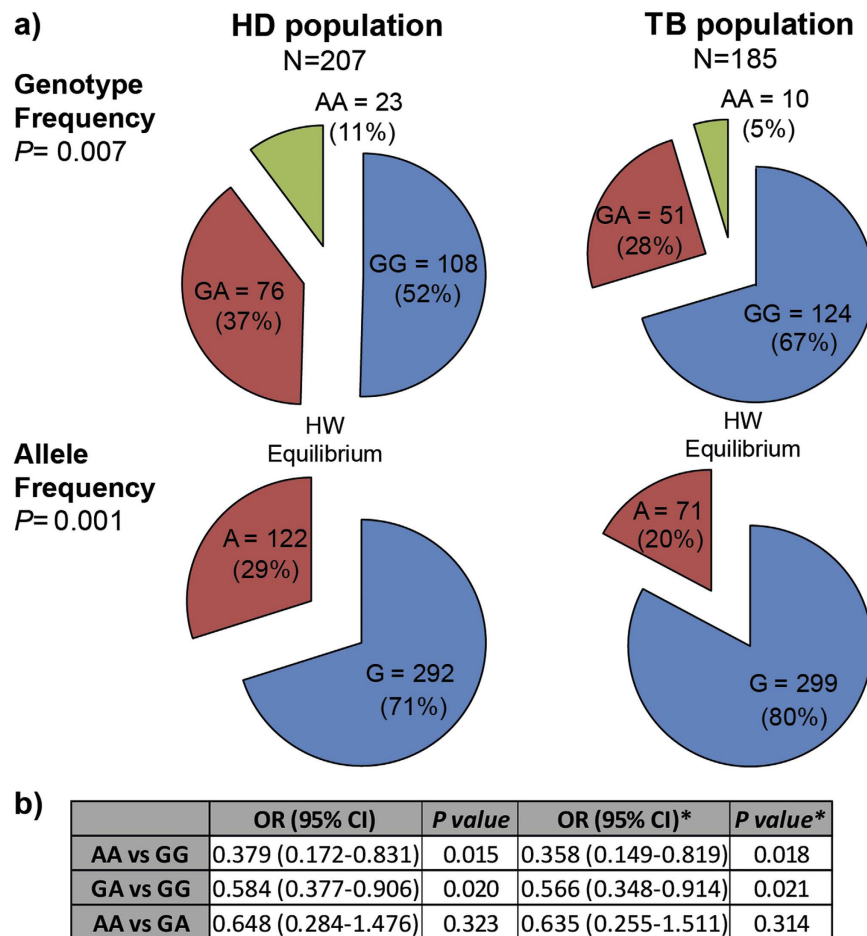 a)
HD population
N=207
TB population
N=185
Genotype
Frequency
P= 0.007
AA = 23
(11%)
GA = 76
(37%)
GG = 108
(52%)
AA = 10
(5%)
GA = 51
(28%)
GG = 124
(67%)
HW
Equilibrium
HW
Equilibrium
Allele
Frequency
P= 0.001
A = 122
(29%)
G = 292
(71%)
A = 71
(20%)
G = 299
(80%)
b)
OR (95% CI) P value OR (95% CI)* P value*
AA vs GG 0.379 (0.172-0.831) 0.015 0.358 (0.149-0.819) 0.018
GA vs GG 0.584 (0.377-0.906) 0.020 0.566 (0.348-0.914) 0.021
AA vs GA 0.648 (0.284-1.476) 0.323 0.635 (0.255-1.511) 0.314